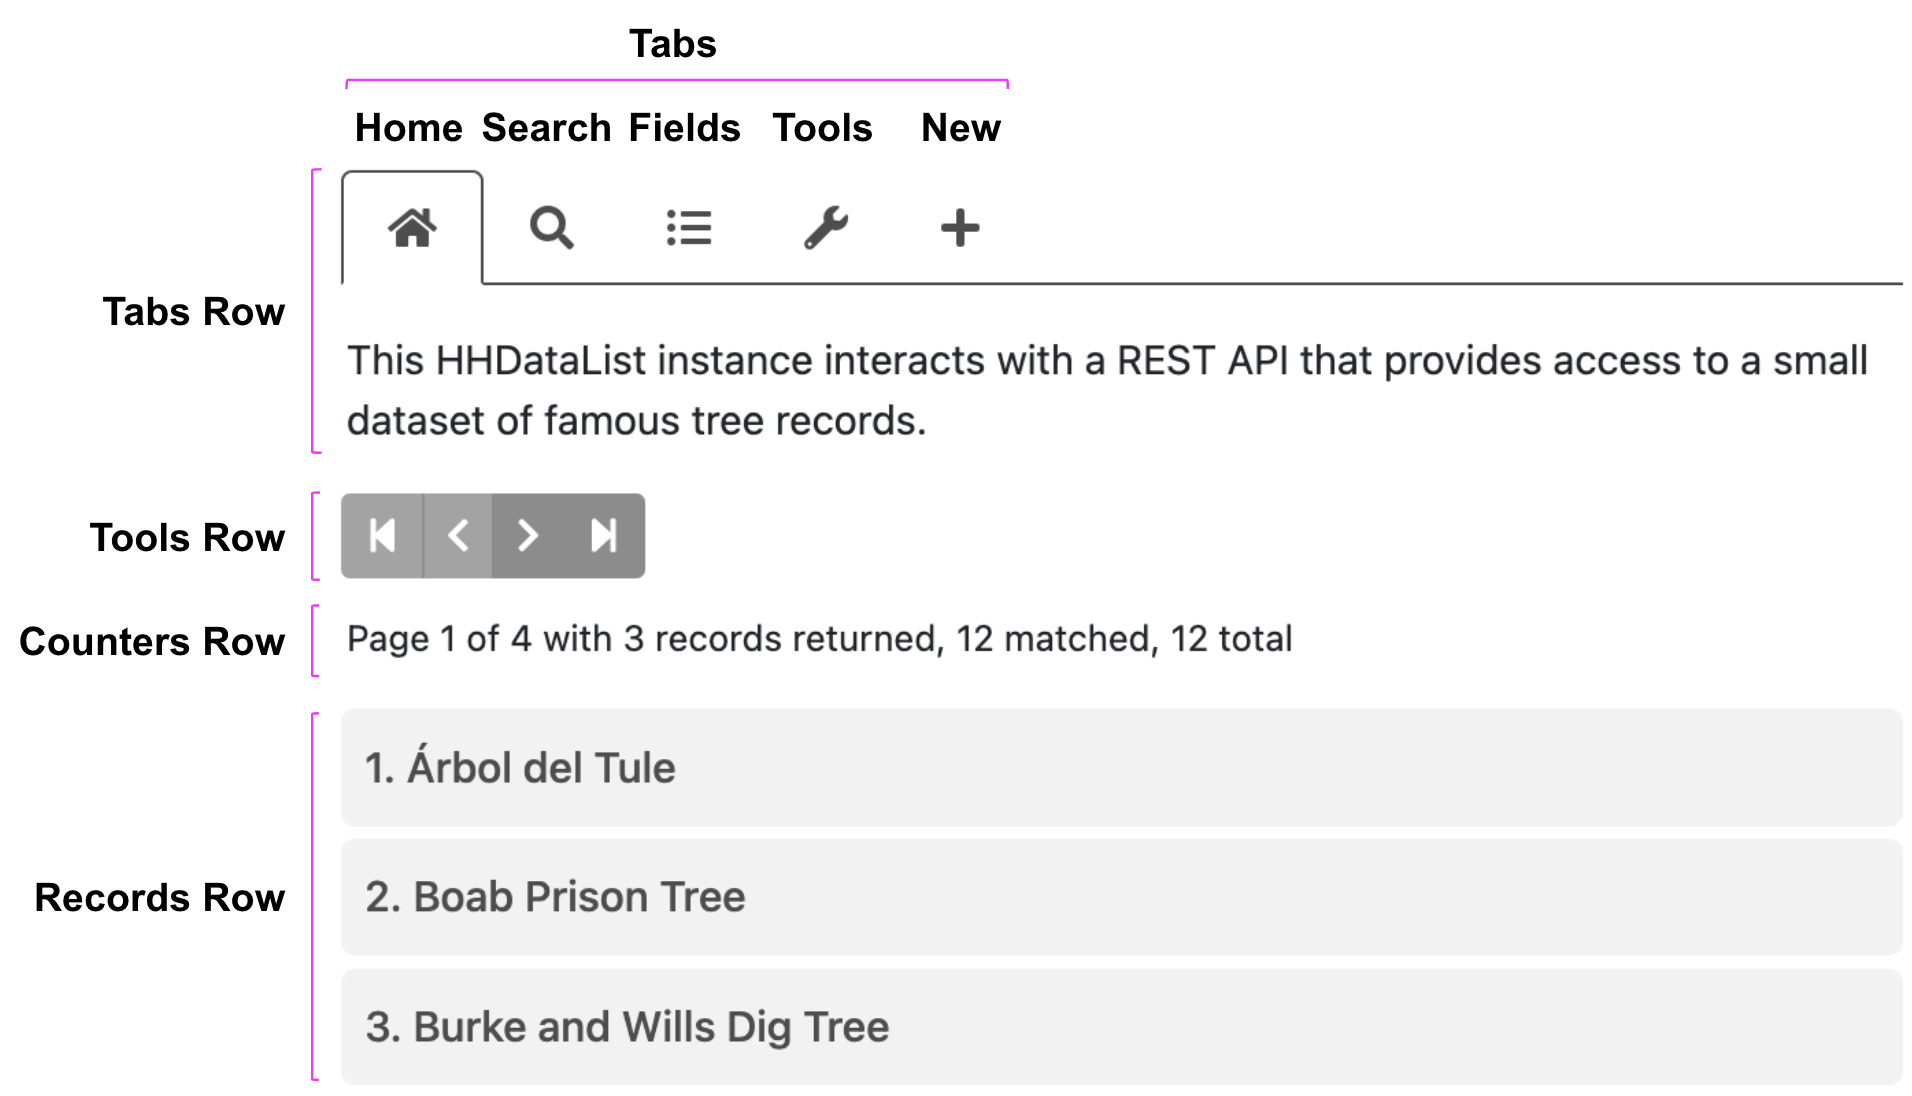 Tabs
Home Search Fields Tools New
Tabs Row
This HHDataList instance interacts with a REST API that provides access to a small
dataset of famous tree records.
Tools Row
Counters Row
Page 1 of 4 with 3 records returned, 12 matched, 12 total
Records Row
1. Árbol del Tule
2. Boab Prison Tree
3. Burke and Wills Dig Tree